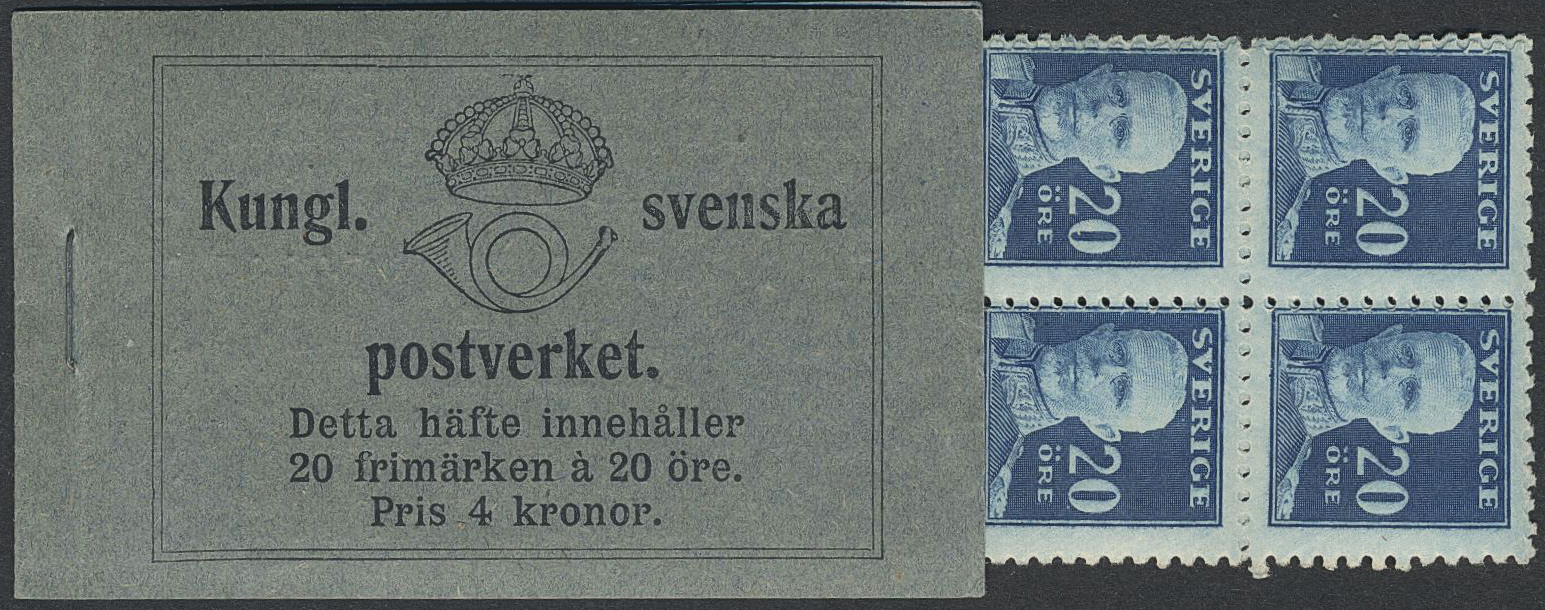 Kungl. svenska
postverket.
Detta häfte innehåller
20 frimärken à 20 öre.
Pris 4 kronor.
SVERIGE
20
ÖRE
SVERIGE
20
ÖRE
SVERIGE
20
ÖRE
SVERIGE
20
ÖRE